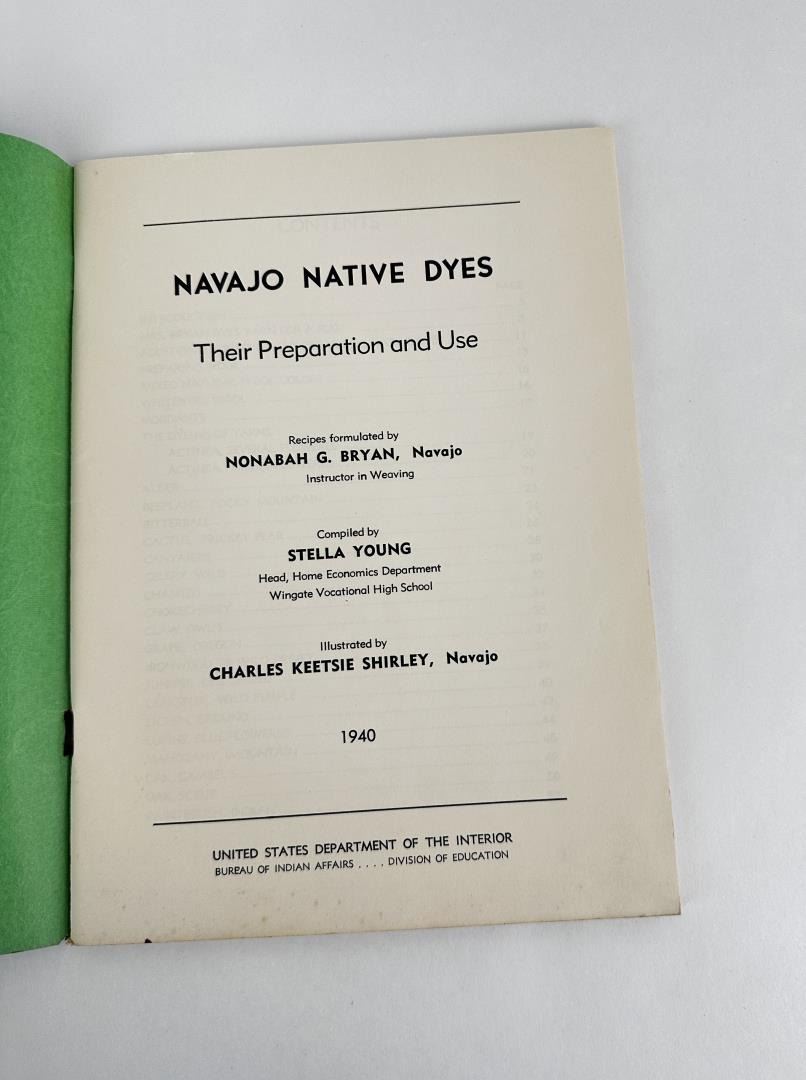 NAVAJO NATIVE DYES
Their Preparation and Use
Recipes formulated by
NONABAH G. BRYAN, Navajo
Instructor in Weaving
Compiled by
STELLA YOUNG
Head, Home Economics Department
Wingate Vocational High School
Illustrated by
CHARLES KEETSIE SHIRLEY, Navajo
1940
UNITED STATES DEPARTMENT OF THE INTERIOR
BUREAU OF INDIAN AFFAIRS . . . . DIVISION OF EDUCATION